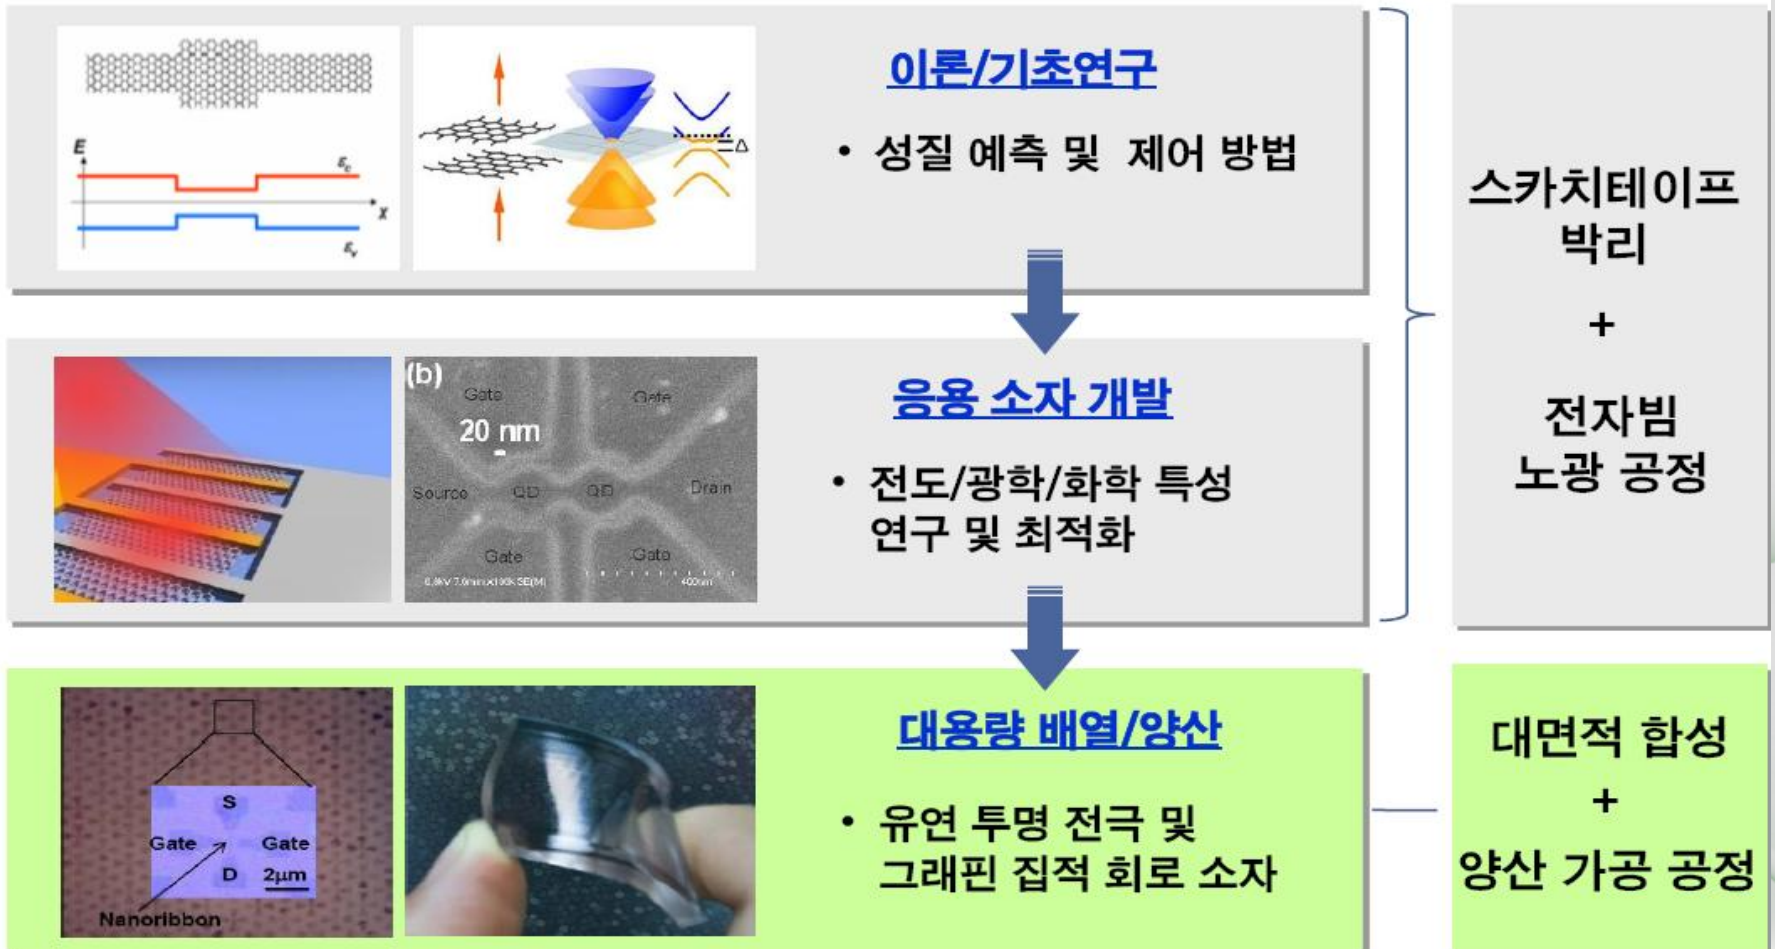 이론/기초연구
• 성질 예측 및 제어 방법
E
εc
x
εv
Δ
응용 소자 개발
• 전도/광학/화학 특성
연구 및 최적화
(b)
Gate
Gate
20 nm
Source
QD
QD
Drain
Gate
Gate
400nm
스카치테이프
박리
+
전자빔
노광 공정
대용량 배열/양산
• 유연 투명 전극 및
그래핀 집적 회로 소자
S
Gate
Gate
D
2μm
Nanoribbon
대면적 합성
+
양산 가공 공정